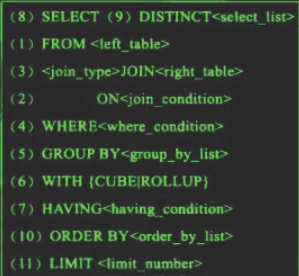 (8) SELECT (9) DISTINCT<select_list>
(1) FROM <left_table>
(3) <join_type>JOIN<right_table>
(2) ON<join_condition>
(4) WHERE<where_condition>
(5) GROUP BY<group_by_list>
(6) WITH {CUBE|ROLLUP}
(7) HAVING<having_condition>
(10) ORDER BY<order_by_list>
(11) LIMIT <limit_number>